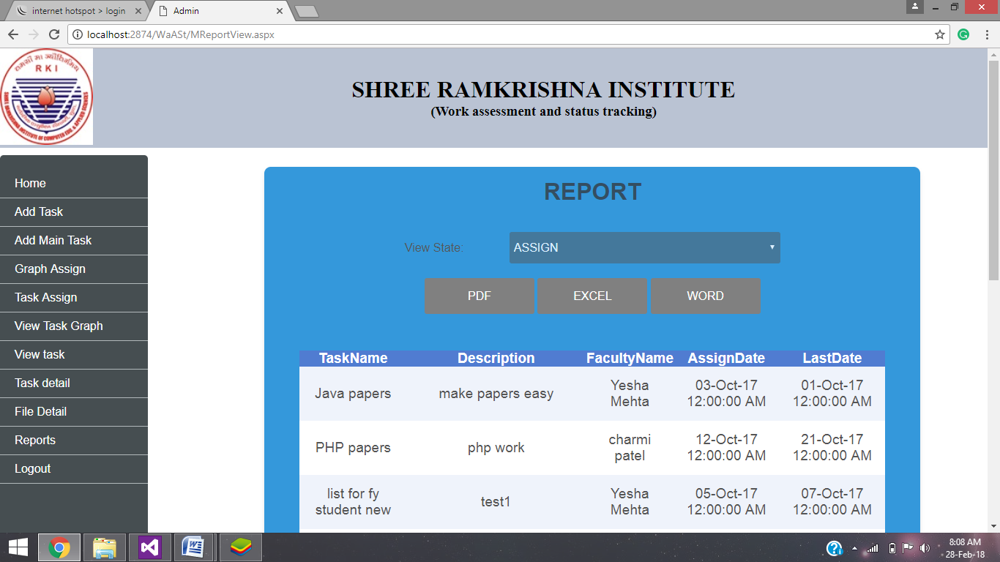 internet hotspot > login
Admin
localhost:2874/WaASt/MReportView.aspx
RKI
SHREE RAMKRISHNA INSTITUTE
(Work assessment and status tracking)
Home
Add Task
Add Main Task
Graph Assign
Task Assign
View Task Graph
View task
Task detail
File Detail
Reports
Logout
REPORT
View State: ASSIGN
PDF EXCEL WORD
TaskName Description FacultyName AssignDate LastDate
Java papers make papers easy Yesha Mehta 03-Oct-17 12:00:00 AM 01-Oct-17 12:00:00 AM
PHP papers php work charmi patel 12-Oct-17 12:00:00 AM 21-Oct-17 12:00:00 AM
list for fy student new test1 Yesha Mehta 05-Oct-17 12:00:00 AM 07-Oct-17 12:00:00 AM
8:08 AM
28-Feb-18